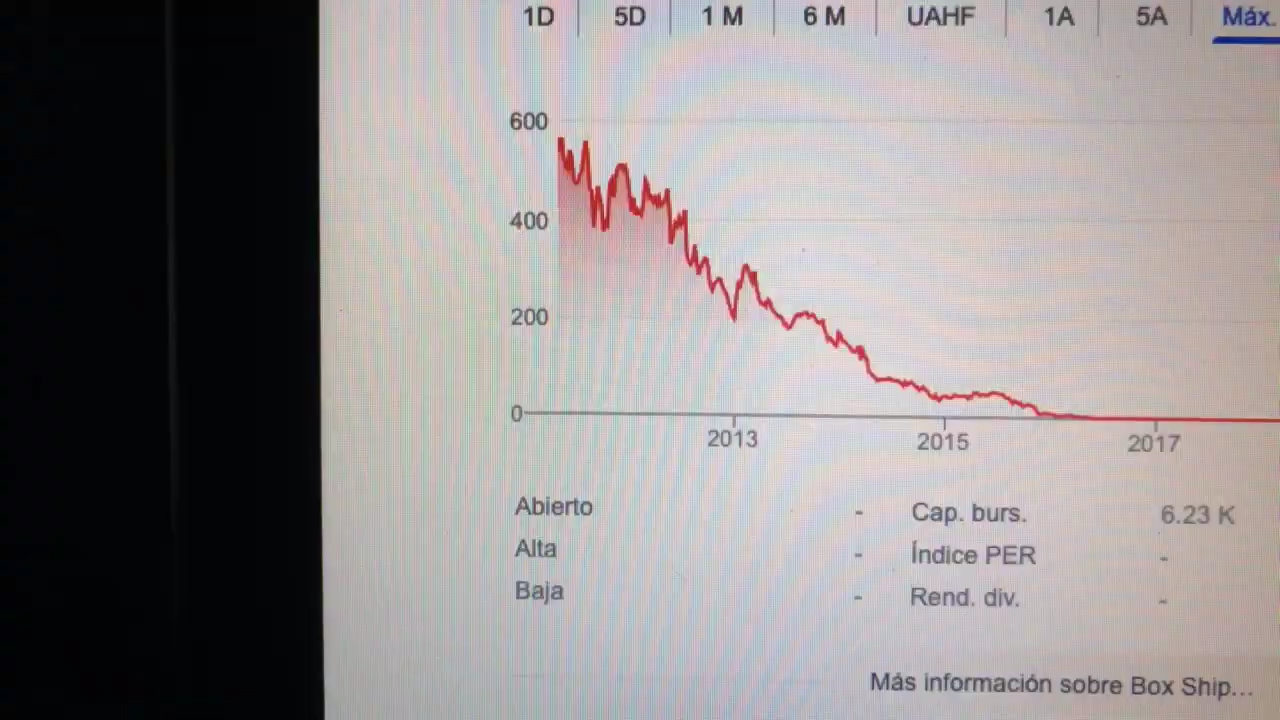 1D 5D 1 M 6 M UAHF 1A 5A Máx.
600
400
200
0
2013 2015 2017
Abierto - Cap. burs. 6.23 K
Alta - Índice PER -
Baja - Rend. div. -
Más información sobre Box Ship...